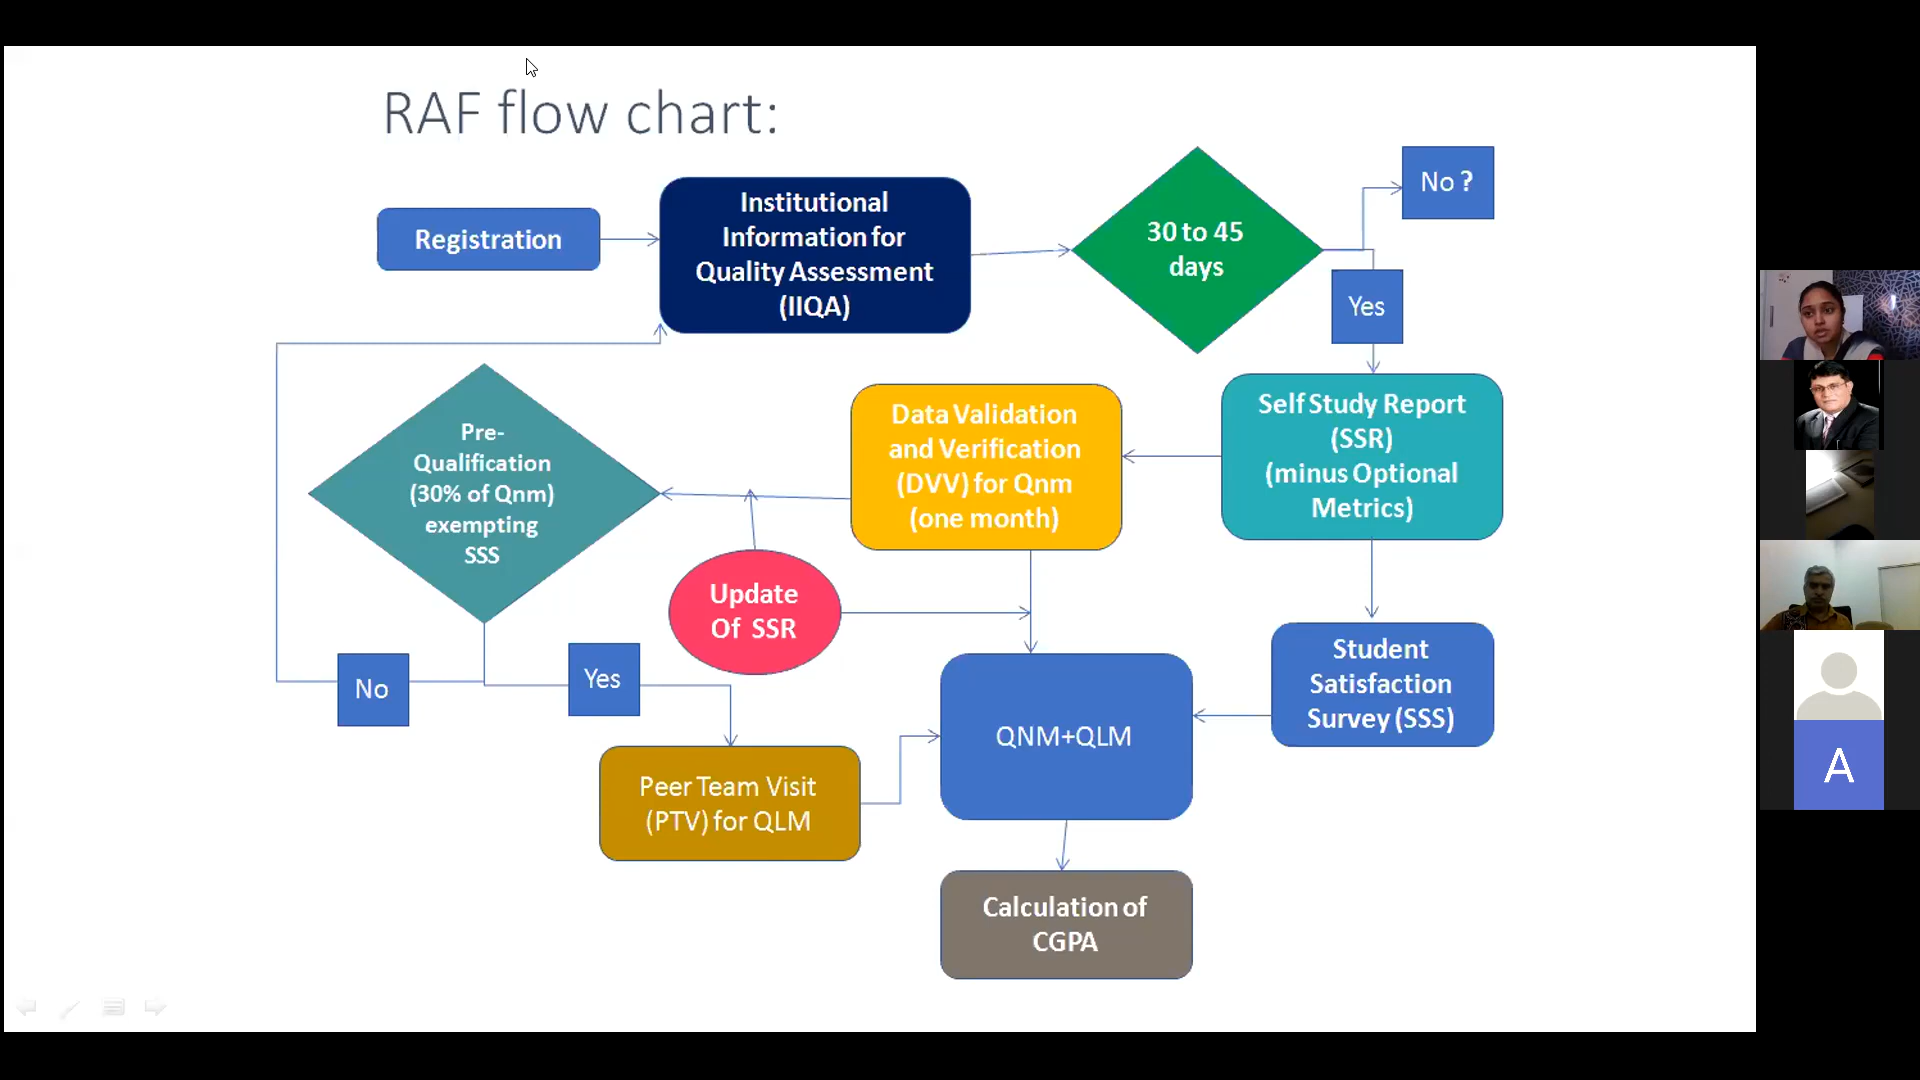 RAF flow chart:
Registration
Institutional
Information for
Quality Assessment
(IIQA)
30 to 45
days
No ?
Yes
Self Study Report
(SSR)
(minus Optional
Metrics)
Data Validation
and Verification
(DVV) for Qnm
(one month)
Pre-
Qualification
(30% of Qnm)
exempting
SSS
Update
Of SSR
No
Yes
Student
Satisfaction
Survey (SSS)
QNM+QLM
Peer Team Visit
(PTV) for QLM
Calculation of
CGPA
A